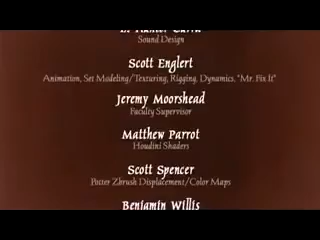 Sound Design
Scott Englert
Animation, Set Modeling/Texturing, Rigging, Dynamics, "Mr. Fix It"
Jeremy Moorshead
Faculty Supervisor
Matthew Parrot
Houdini Shaders
Scott Spencer
Potter Zbrush Displacement/Color Maps
Benjamin Willis